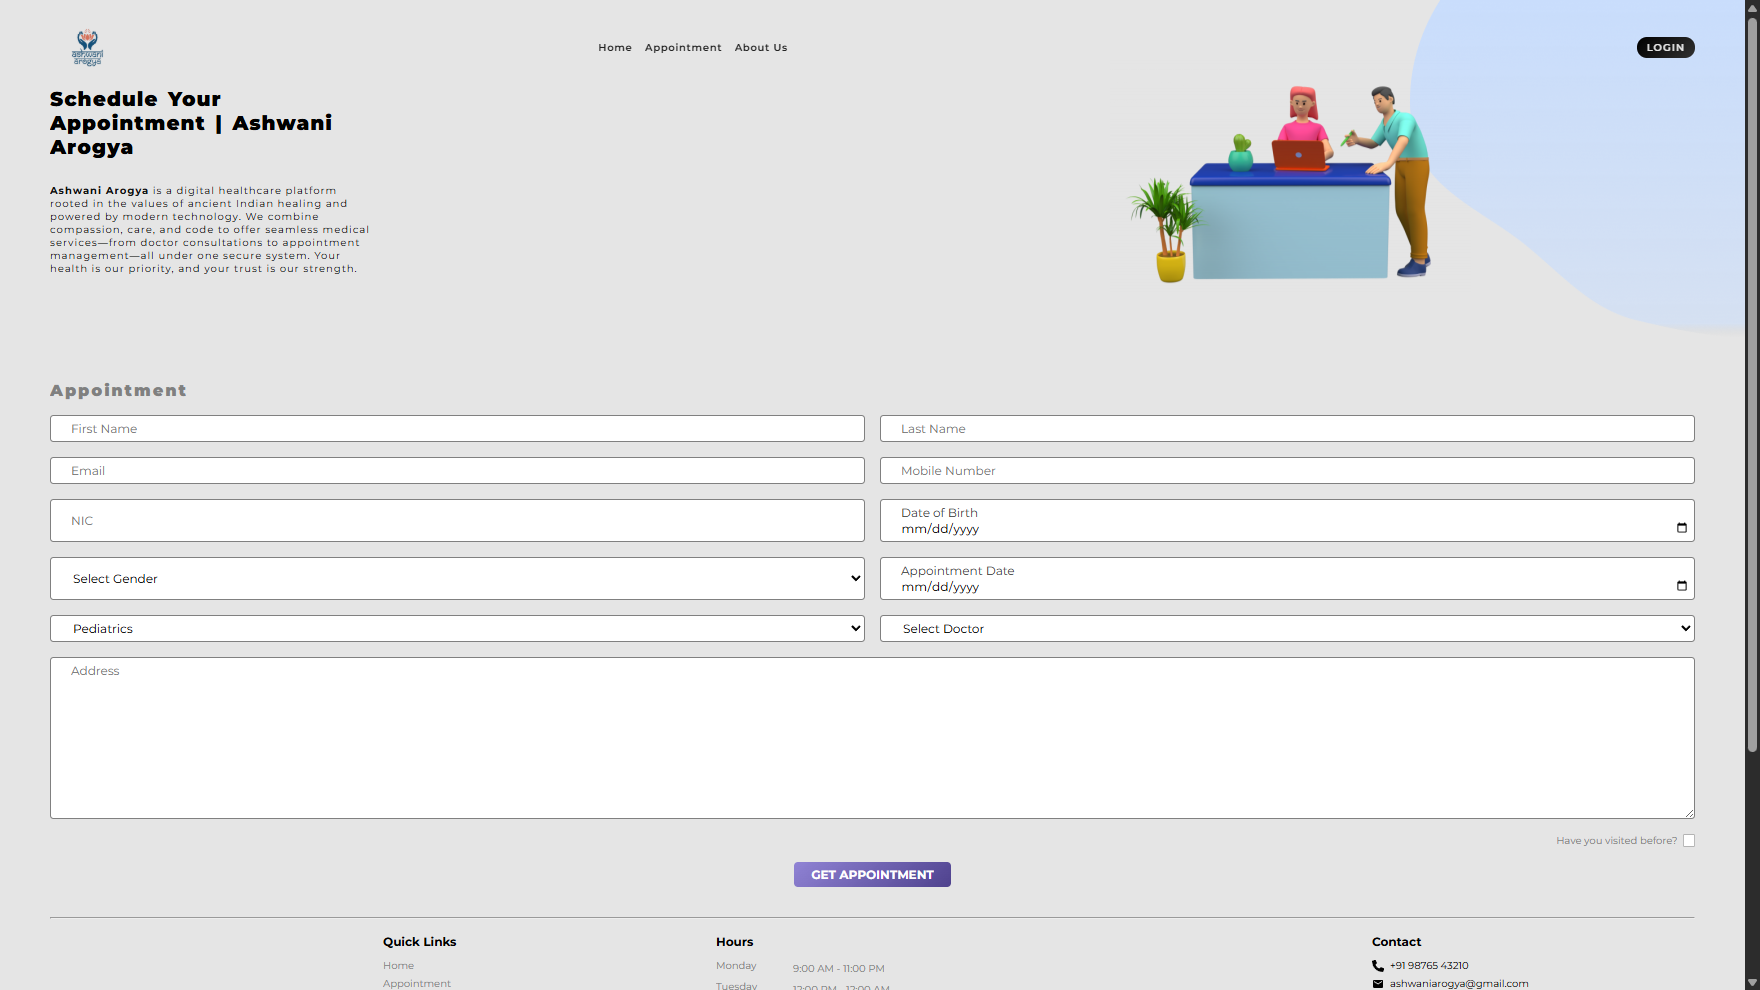 ashwani
arogya
Home Appointment About Us
LOGIN
Schedule Your
Appointment | Ashwani
Arogya
Ashwani Arogya is a digital healthcare platform
rooted in the values of ancient Indian healing and
powered by modern technology. We combine
compassion, care, and code to offer seamless medical
services—from doctor consultations to appointment
management—all under one secure system. Your
health is our priority, and your trust is our strength.
Appointment
First Name
Last Name
Email
Mobile Number
NIC
Date of Birth
mm/dd/yyyy
Select Gender
Appointment Date
mm/dd/yyyy
Pediatrics
Select Doctor
Address
Have you visited before?
GET APPOINTMENT
Quick Links
Home
Appointment
Hours
Monday 9:00 AM - 11:00 PM
Tuesday 12:00 PM - 12:00 AM
Contact
+91 98765 43210
ashwaniarogya@gmail.com